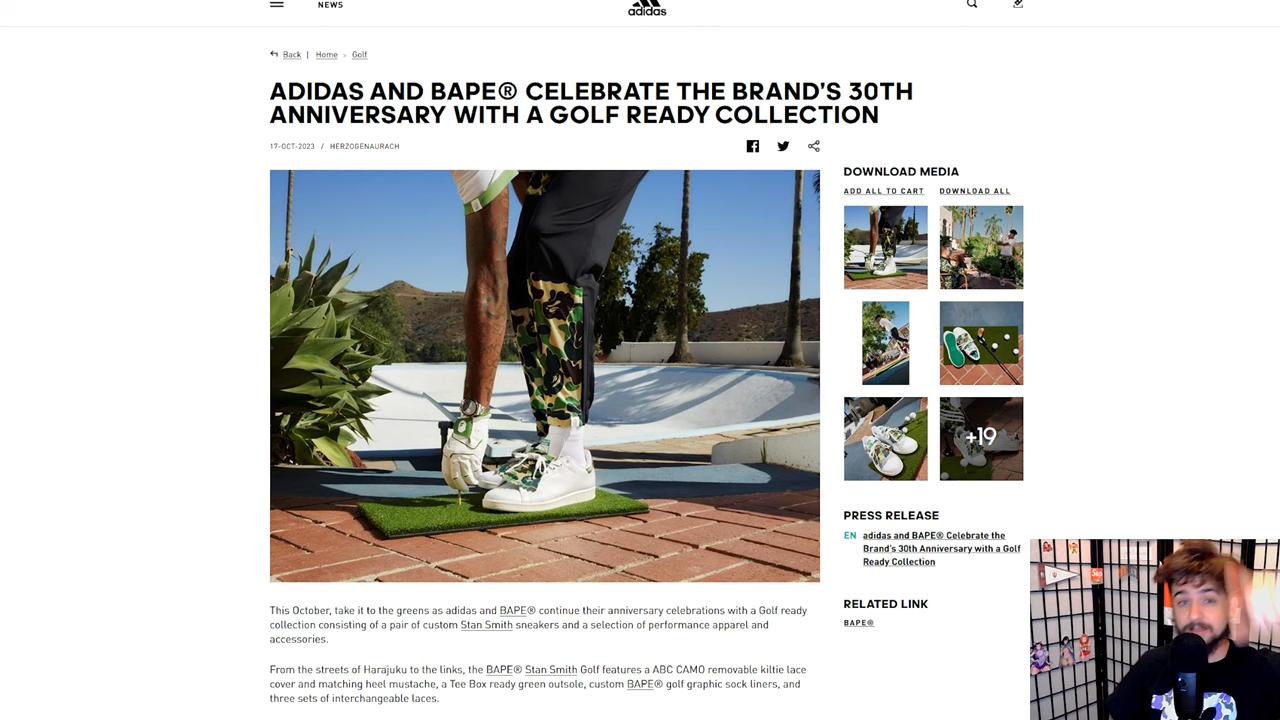 NEWS
adidas
Back | Home > Golf
ADIDAS AND BAPE® CELEBRATE THE BRAND'S 30TH
ANNIVERSARY WITH A GOLF READY COLLECTION
17-OCT-2023 / HERZOGENAURACH
DOWNLOAD MEDIA
ADD ALL TO CART DOWNLOAD ALL
+19
PRESS RELEASE
EN adidas and BAPE® Celebrate the
Brand's 30th Anniversary with a Golf
Ready Collection
RELATED LINK
BAPE®
This October, take it to the greens as adidas and BAPE® continue their anniversary celebrations with a Golf ready
collection consisting of a pair of custom Stan Smith sneakers and a selection of performance apparel and
accessories.
From the streets of Harajuku to the links, the BAPE® Stan Smith Golf features a ABC CAMO removable kiltie lace
cover and matching heel mustache, a Tee Box ready green outsole, custom BAPE® golf graphic sock liners, and
three sets of interchangeable laces.